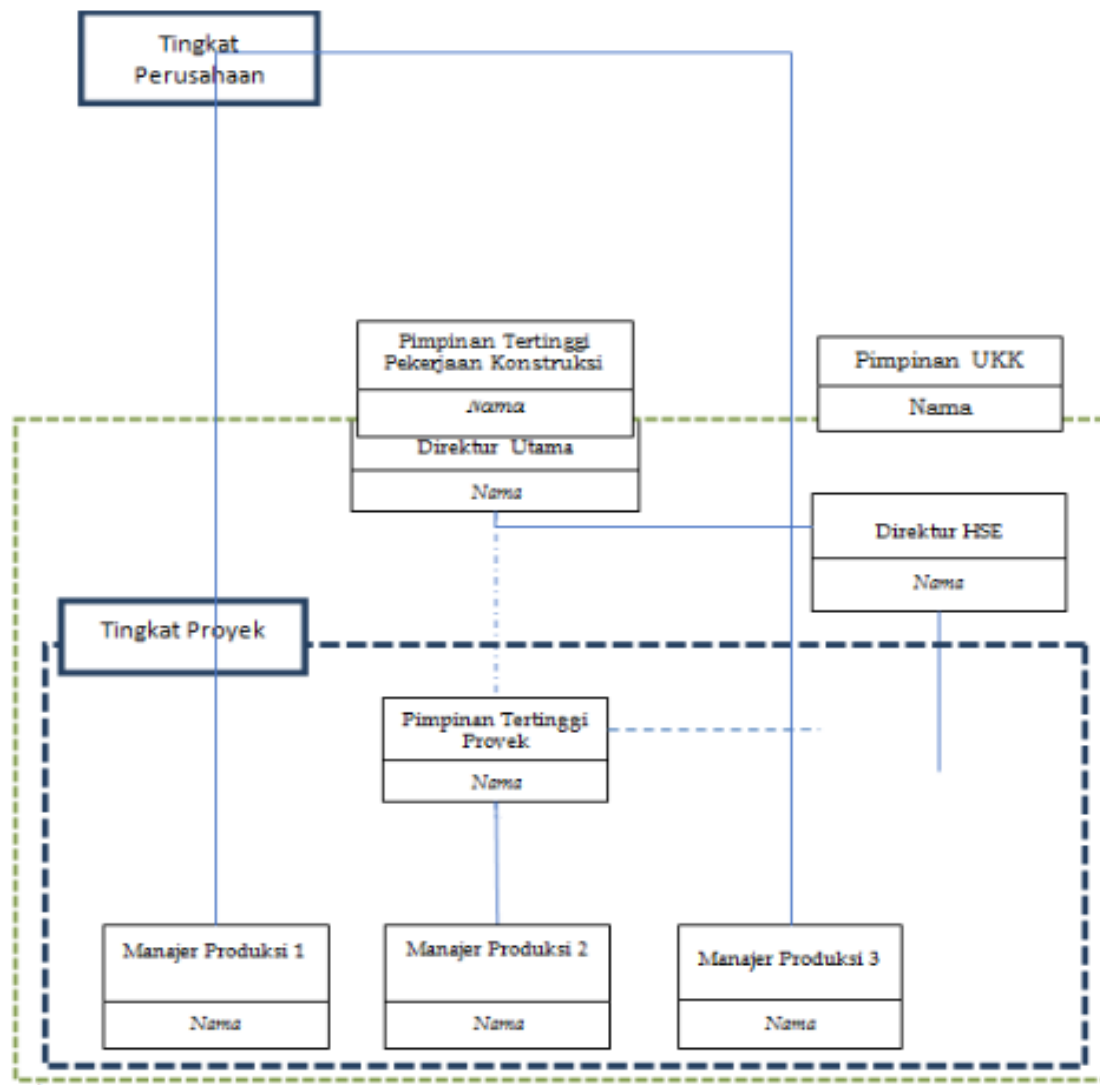 Tingkat
Perusahaan
Pimpinan Tertinggi
Pekerjaan Konstruksi
Nama
Pimpinan UKK
Nama
Direktur Utama
Nama
Direktur HSE
Nama
Tingkat Proyek
Pimpinan Tertinggi
Proyek
Nama
Manajer Produksi 1
Nama
Manajer Produksi 2
Nama
Manajer Produksi 3
Nama